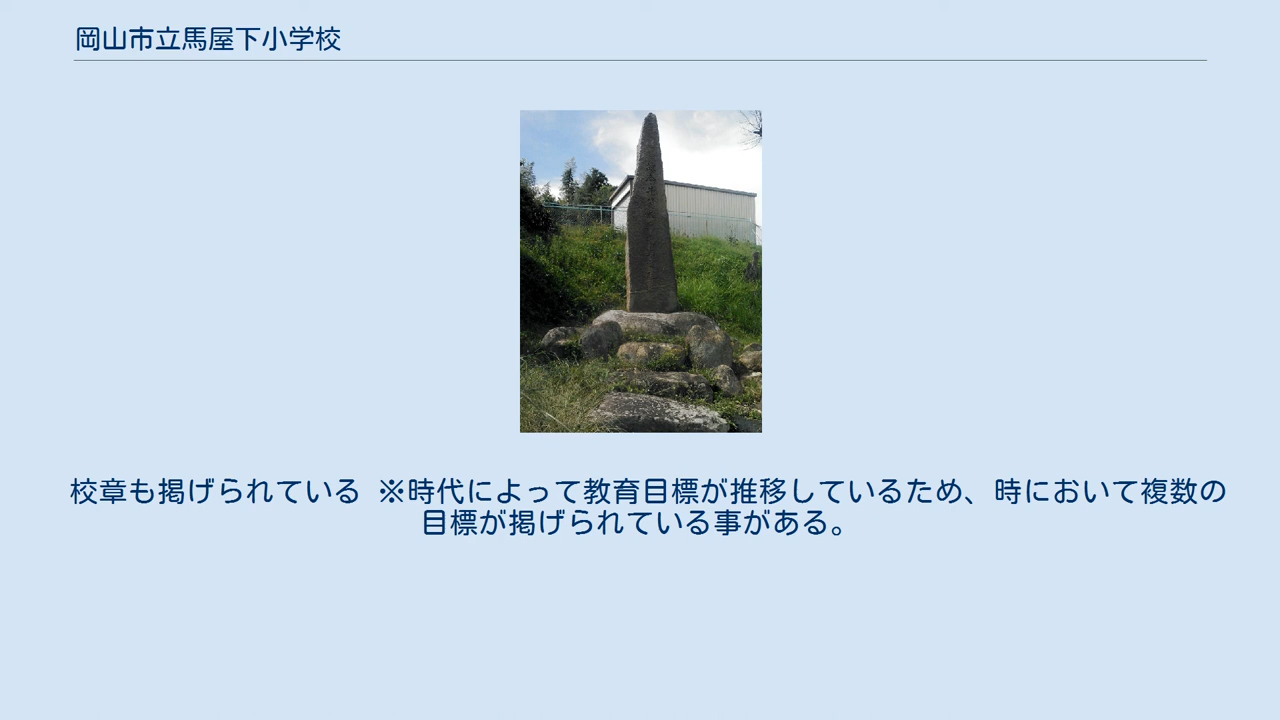 岡山市立馬屋下小学校
校章も掲げられている ※時代によって教育目標が推移しているため、時において複数の
目標が掲げられている事がある。